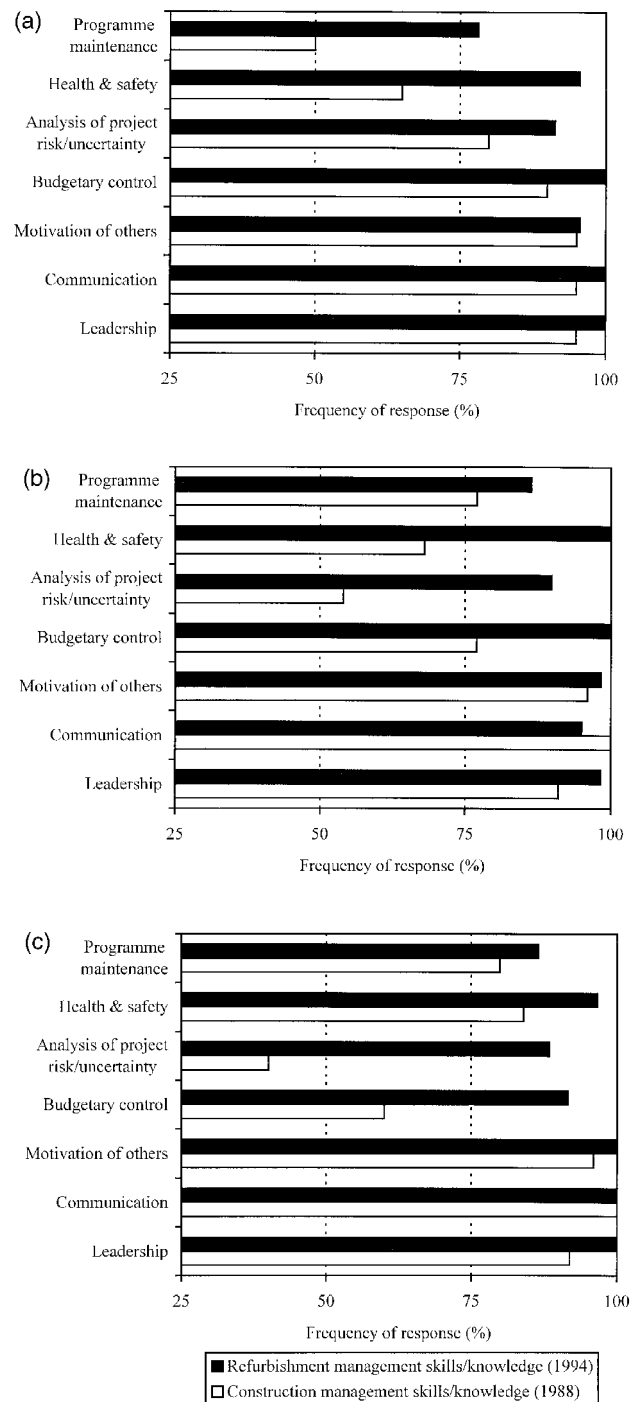 (a)
Programme
maintenance
Health & safety
Analysis of project
risk/uncertainty
Budgetary control
Motivation of others
Communication
Leadership
25 50 75 100
Frequency of response (%)
(b)
Programme
maintenance
Health & safety
Analysis of project
risk/uncertainty
Budgetary control
Motivation of others
Communication
Leadership
25 50 75 100
Frequency of response (%)
(c)
Programme
maintenance
Health & safety
Analysis of project
risk/uncertainty
Budgetary control
Motivation of others
Communication
Leadership
25 50 75 100
Frequency of response (%)
Refurbishment management skills/knowledge (1994)
Construction management skills/knowledge (1988)